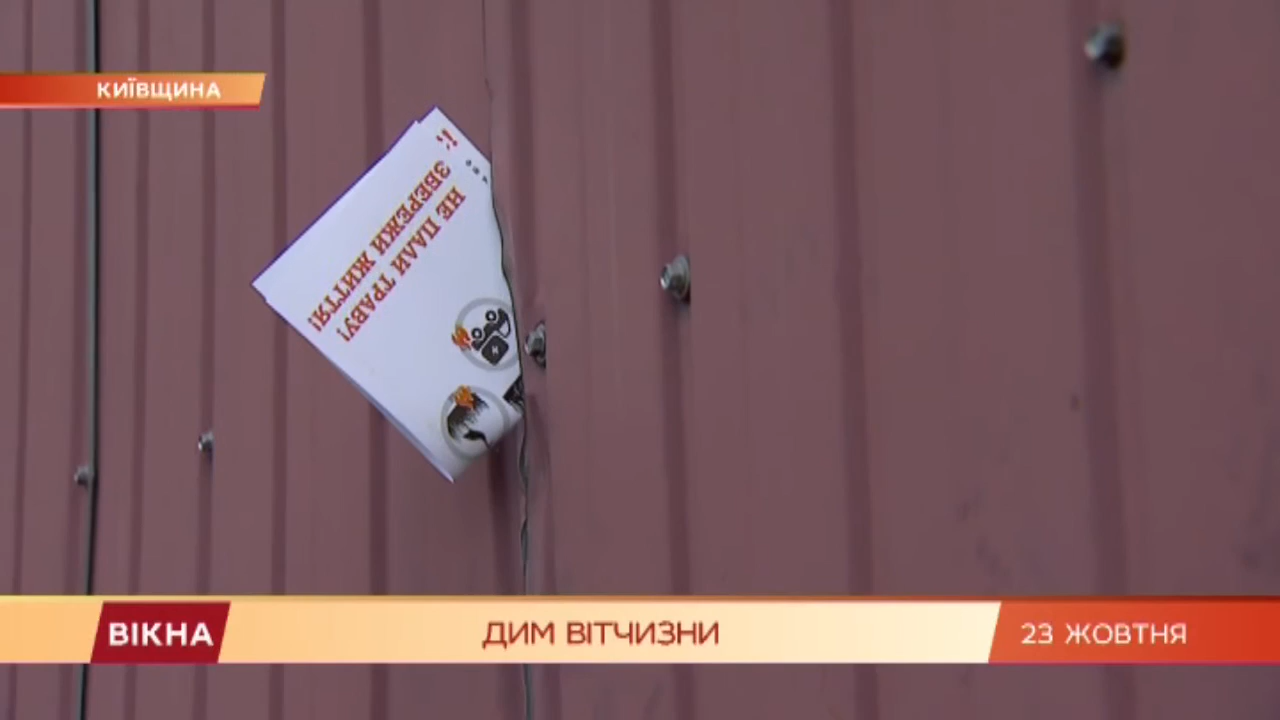 КИЇВЩИНА
НЕ ПАЛИ ТРАВУ!
ЗБЕРЕЖИ ЖИТТЯ!
ВІКНА
ДИМ ВІТЧИЗНИ
23 ЖОВТНЯ